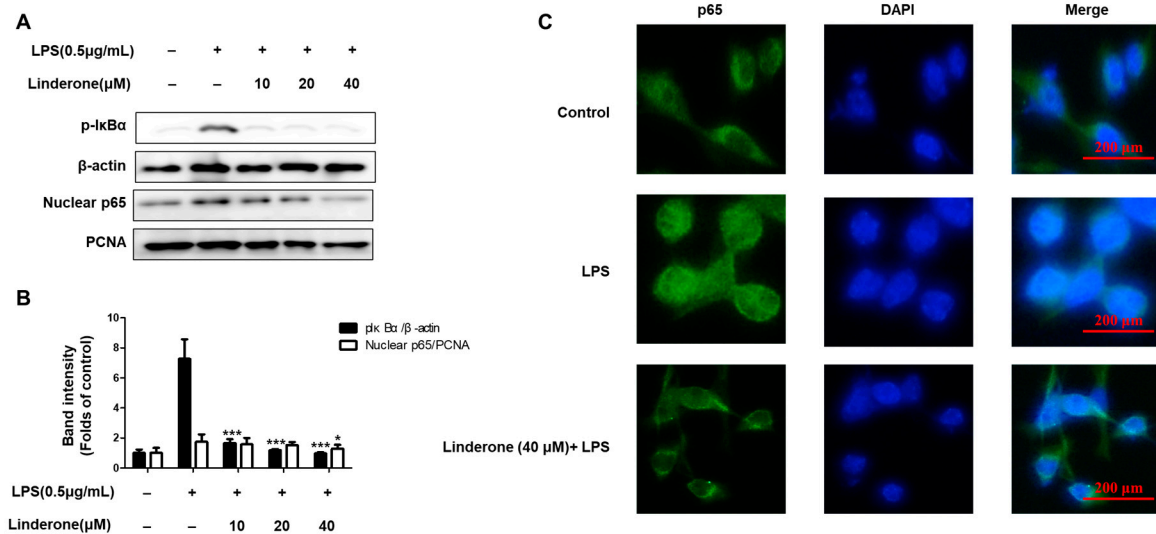 A
LPS(0.5μg/mL) – + + + +
Linderone(μM) – – 10 20 40
p-IκBα
β-actin
Nuclear p65
PCNA
B
Band intensity
(Folds of control)
10
8
6
4
2
0
pIκ Bα /β -actin
Nuclear p65/PCNA
*** *** *** *
LPS(0.5μg/mL) – + + + +
Linderone(μM) – – 10 20 40
C
p65 DAPI Merge
Control
200 μm
LPS
200 μm
Linderone (40 μM)+ LPS
200 μm